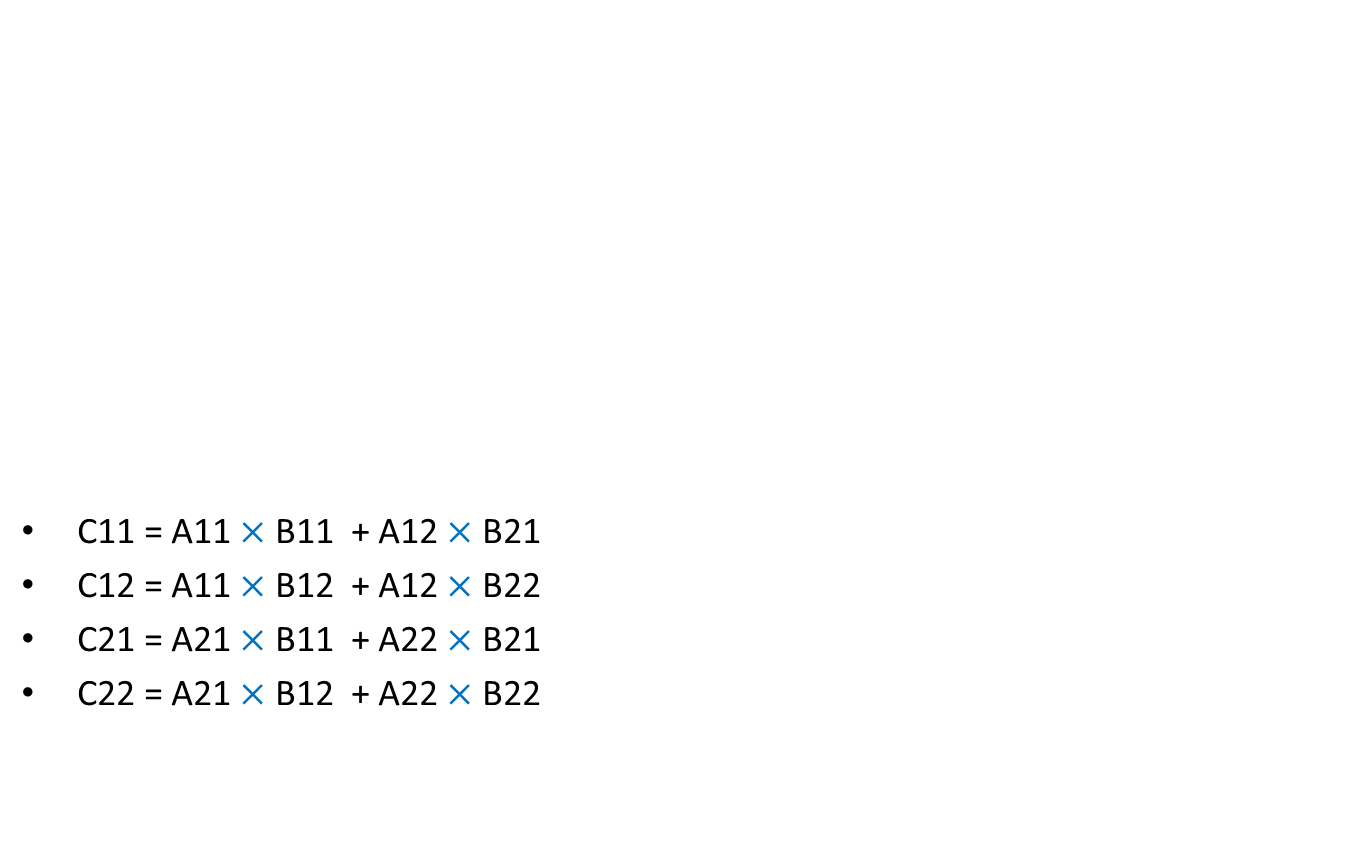 • C11 = A11 × B11 + A12 × B21
• C12 = A11 × B12 + A12 × B22
• C21 = A21 × B11 + A22 × B21
• C22 = A21 × B12 + A22 × B22